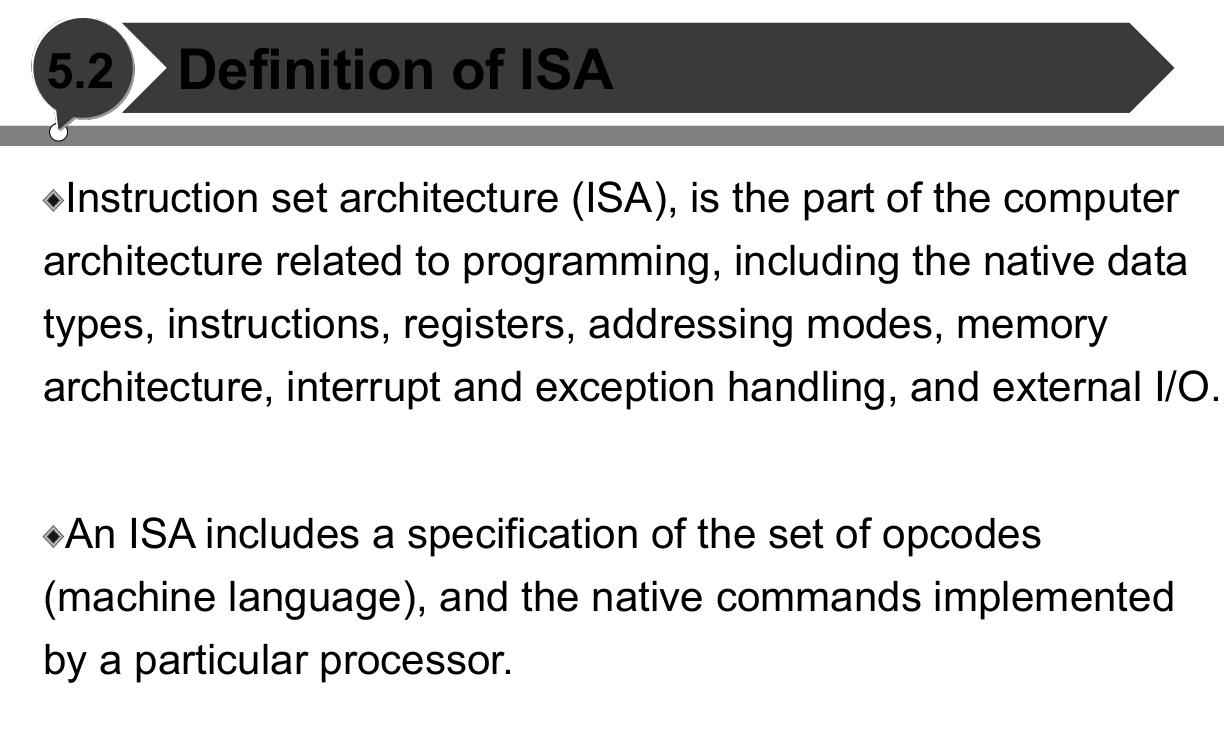 5.2 Definition of ISA
Instruction set architecture (ISA), is the part of the computer
architecture related to programming, including the native data
types, instructions, registers, addressing modes, memory
architecture, interrupt and exception handling, and external I/O.
An ISA includes a specification of the set of opcodes
(machine language), and the native commands implemented
by a particular processor.